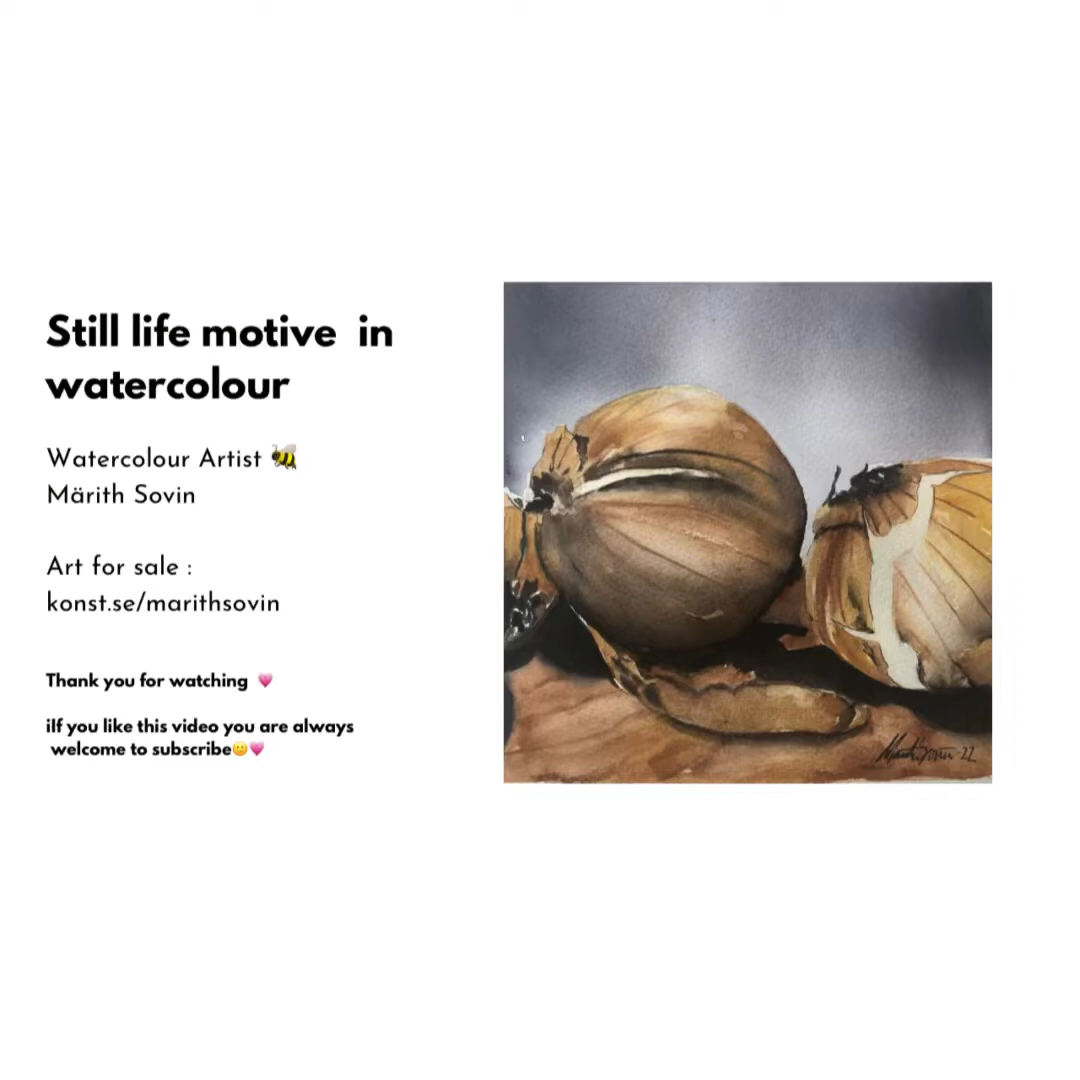 Still life motive  in
watercolour
Watercolour Artist 🐝
Märith Sovin
Art for sale :
konst.se/marithsovin
Thank you for watching 💗
iIf you like this video you are always
welcome to subscribe😊💗